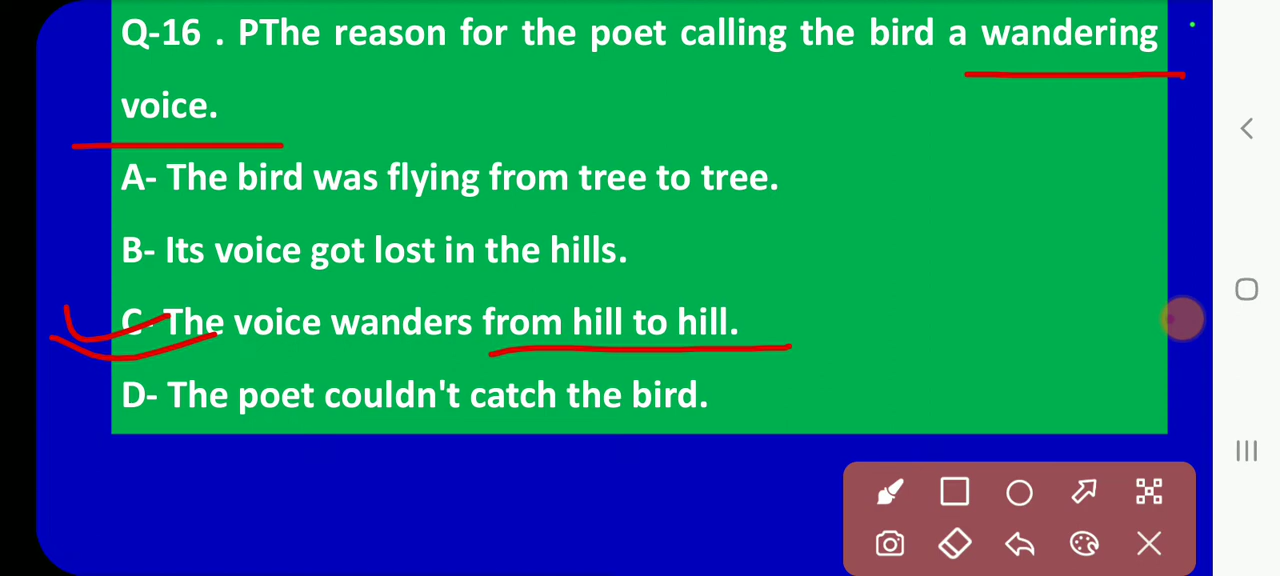 Q-16 . PThe reason for the poet calling the bird a wandering
voice.
A- The bird was flying from tree to tree.
B- Its voice got lost in the hills.
C- The voice wanders from hill to hill.
D- The poet couldn't catch the bird.